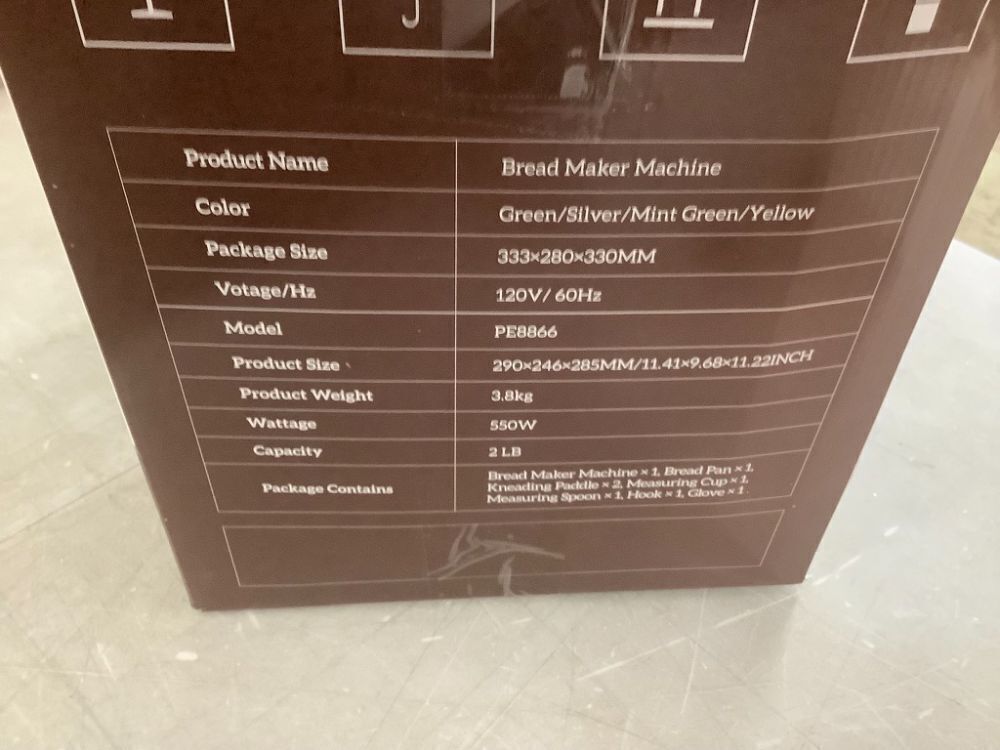 Product Name Bread Maker Machine
Color Green/Silver/Mint Green/Yellow
Package Size 333×280×330MM
Votage/Hz 120V/ 60Hz
Model PE8866
Product Size 290×246×285MM/11.41×9.68×11.22INCH
Product Weight 3.8kg
Wattage 550W
Capacity 2 LB
Package Contains Bread Maker Machine × 1, Bread Pan × 1,
Kneading Paddle × 2, Measuring Cup × 1,
Measuring Spoon × 1, Hook × 1, Glove × 1.